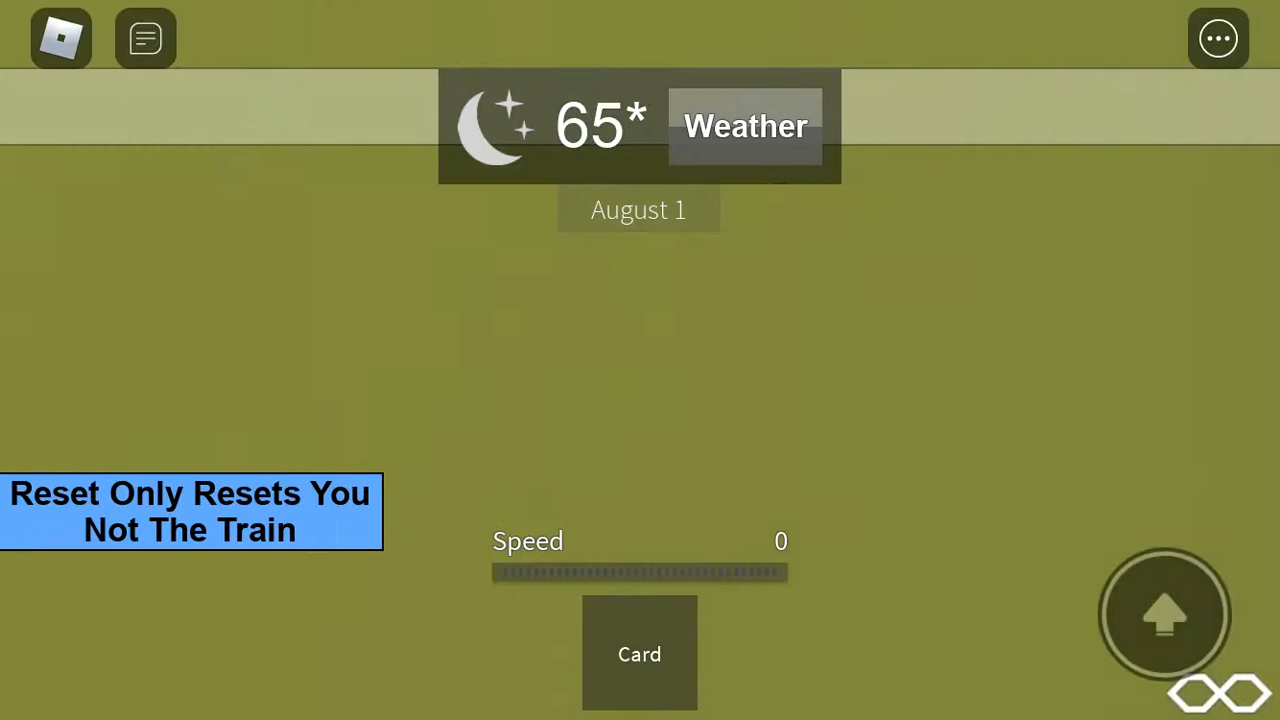 65*
Weather
August 1
Reset Only Resets You
Not The Train
Speed 0
Card